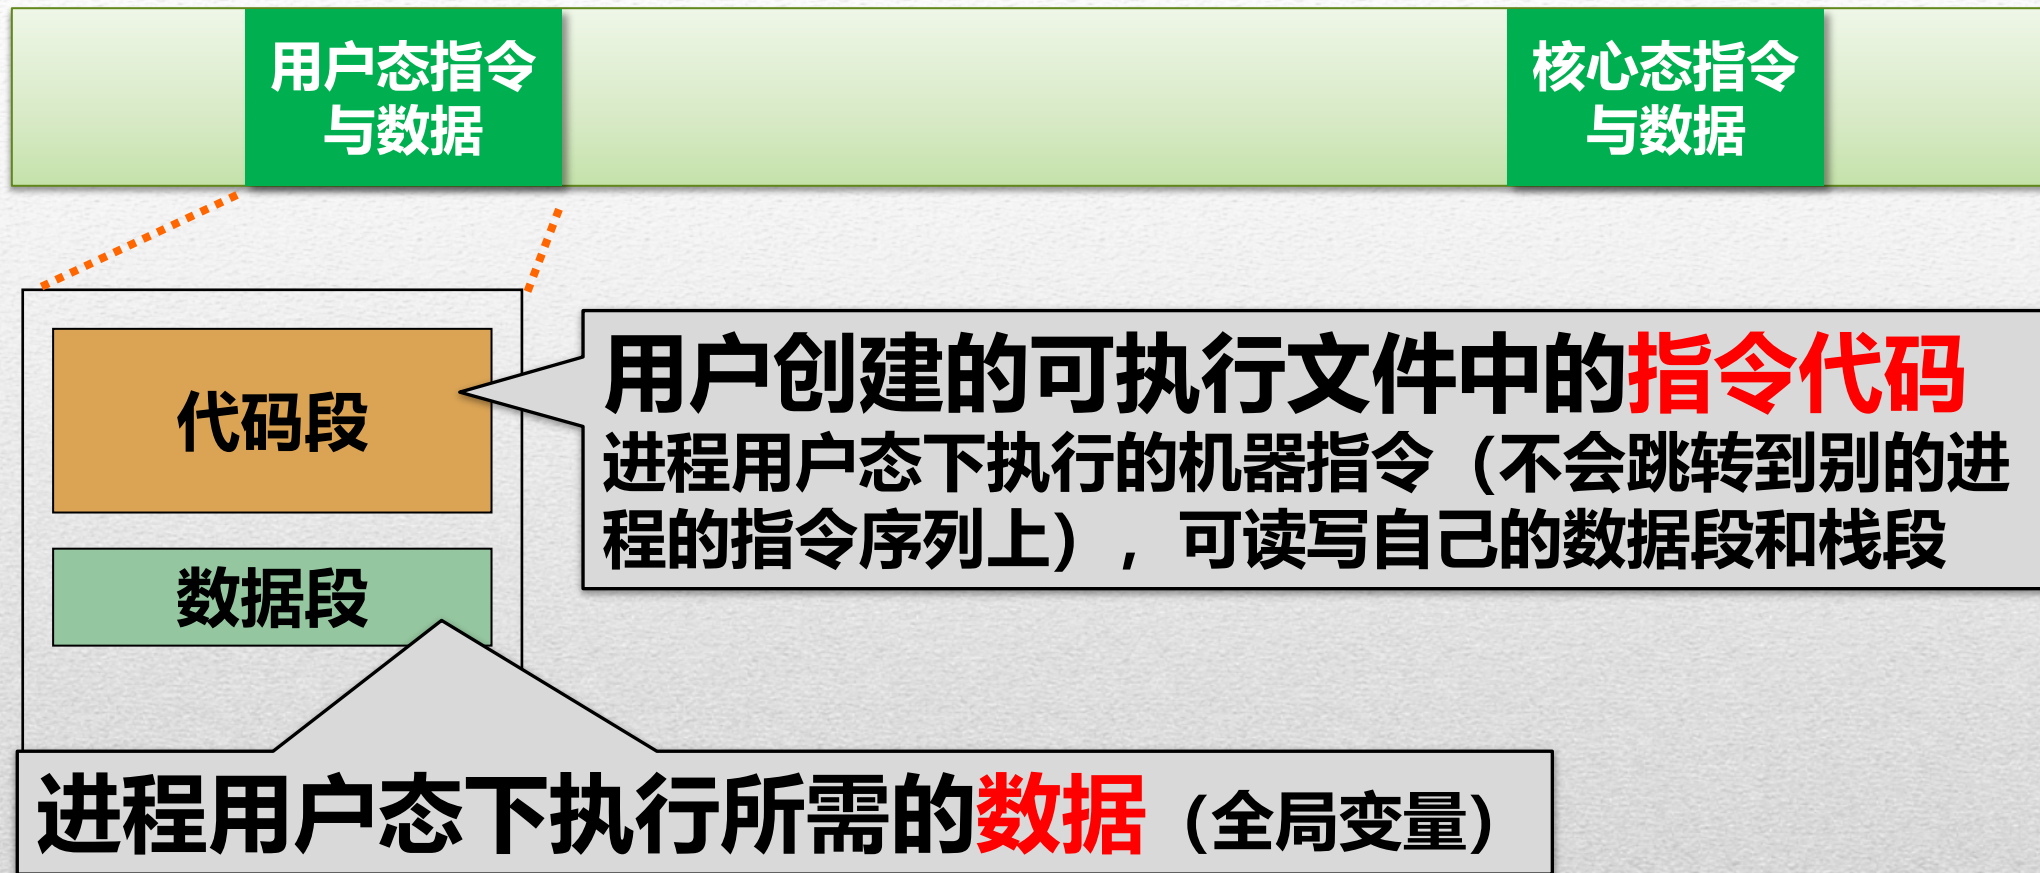 用户态指令
与数据
核心态指令
与数据
代码段
用户创建的可执行文件中的指令代码
进程用户态下执行的机器指令（不会跳转到别的进
程的指令序列上），可读写自己的数据段和栈段
数据段
进程用户态下执行所需的数据（全局变量）